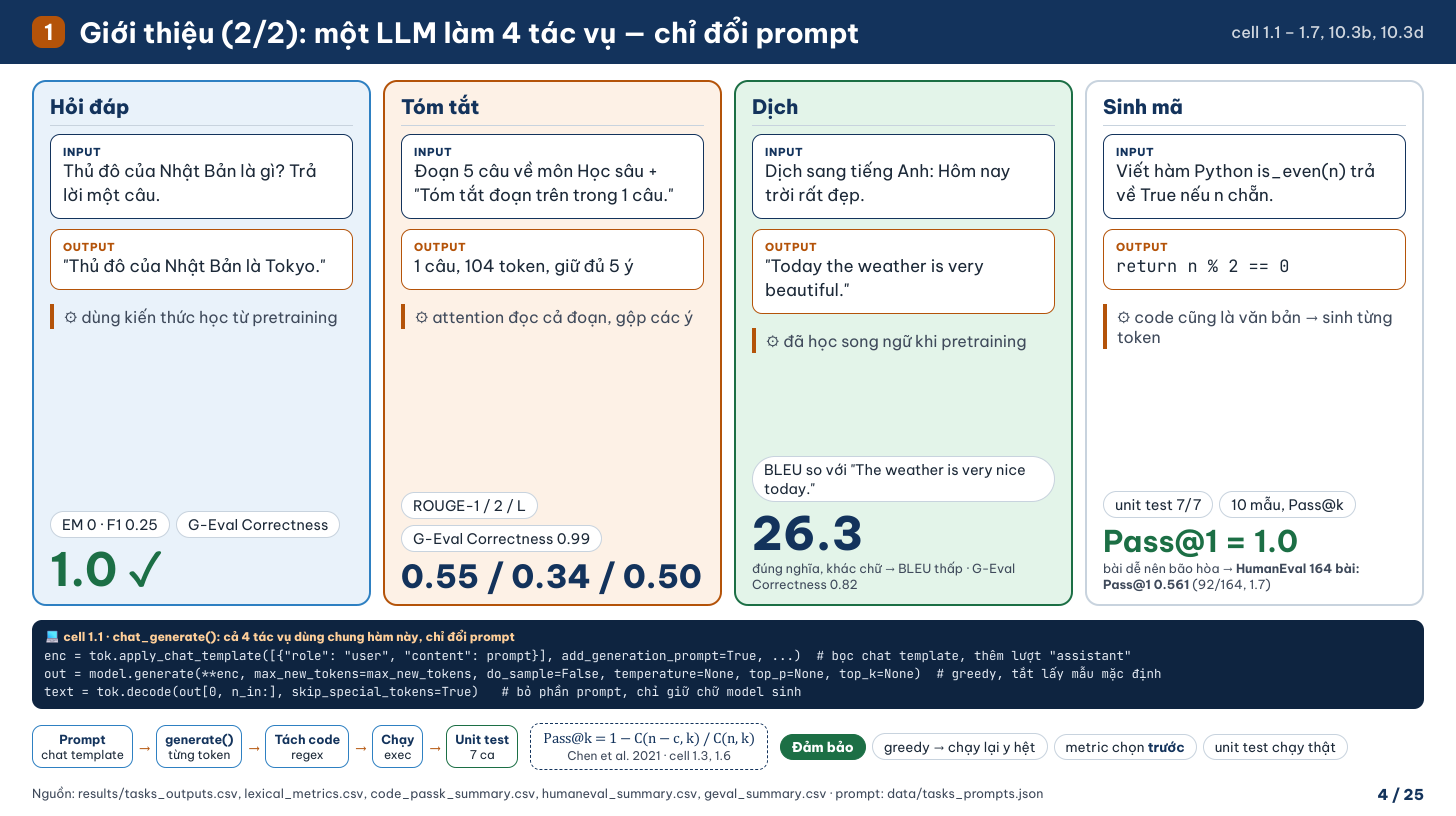 1 Giới thiệu (2/2): một LLM làm 4 tác vụ — chỉ đổi prompt
cell 1.1 – 1.7, 10.3b, 10.3d
Hỏi đáp
INPUT
Thủ đô của Nhật Bản là gì? Trả
lời một câu.
OUTPUT
"Thủ đô của Nhật Bản là Tokyo."
⚙ dùng kiến thức học từ pretraining
EM 0 · F1 0.25
G-Eval Correctness
1.0 ✓
Tóm tắt
INPUT
Đoạn 5 câu về môn Học sâu +
"Tóm tắt đoạn trên trong 1 câu."
OUTPUT
1 câu, 104 token, giữ đủ 5 ý
⚙ attention đọc cả đoạn, gộp các ý
ROUGE-1 / 2 / L
G-Eval Correctness 0.99
0.55 / 0.34 / 0.50
Dịch
INPUT
Dịch sang tiếng Anh: Hôm nay
trời rất đẹp.
OUTPUT
"Today the weather is very
beautiful."
⚙ đã học song ngữ khi pretraining
BLEU so với "The weather is very nice
today."
26.3
đúng nghĩa, khác chữ → BLEU thấp · G-Eval
Correctness 0.82
Sinh mã
INPUT
Viết hàm Python is_even(n) trả
về True nếu n chẵn.
OUTPUT
return n % 2 == 0
⚙ code cũng là văn bản → sinh từng
token
unit test 7/7
10 mẫu, Pass@k
Pass@1 = 1.0
bài dễ nên bão hòa → HumanEval 164 bài:
Pass@1 0.561 (92/164, 1.7)
💻 cell 1.1 · chat_generate(): cả 4 tác vụ dùng chung hàm này, chỉ đổi prompt
enc = tok.apply_chat_template([{"role": "user", "content": prompt}], add_generation_prompt=True, ...)  # bọc chat template, thêm lượt "assistant"
out = model.generate(**enc, max_new_tokens=max_new_tokens, do_sample=False, temperature=None, top_p=None, top_k=None)  # greedy, tắt lấy mẫu mặc định
text = tok.decode(out[0, n_in:], skip_special_tokens=True)   # bỏ phần prompt, chỉ giữ chữ model sinh
Prompt
chat template
→
generate()
từng token
→
Tách code
regex
→
Chạy
exec
→
Unit test
7 ca
Pass@k = 1 − C(n − c, k) / C(n, k)
Chen et al. 2021 · cell 1.3, 1.6
Đảm bảo
greedy → chạy lại y hệt
metric chọn trước
unit test chạy thật
Nguồn: results/tasks_outputs.csv, lexical_metrics.csv, code_passk_summary.csv, humaneval_summary.csv, geval_summary.csv · prompt: data/tasks_prompts.json
4 / 25